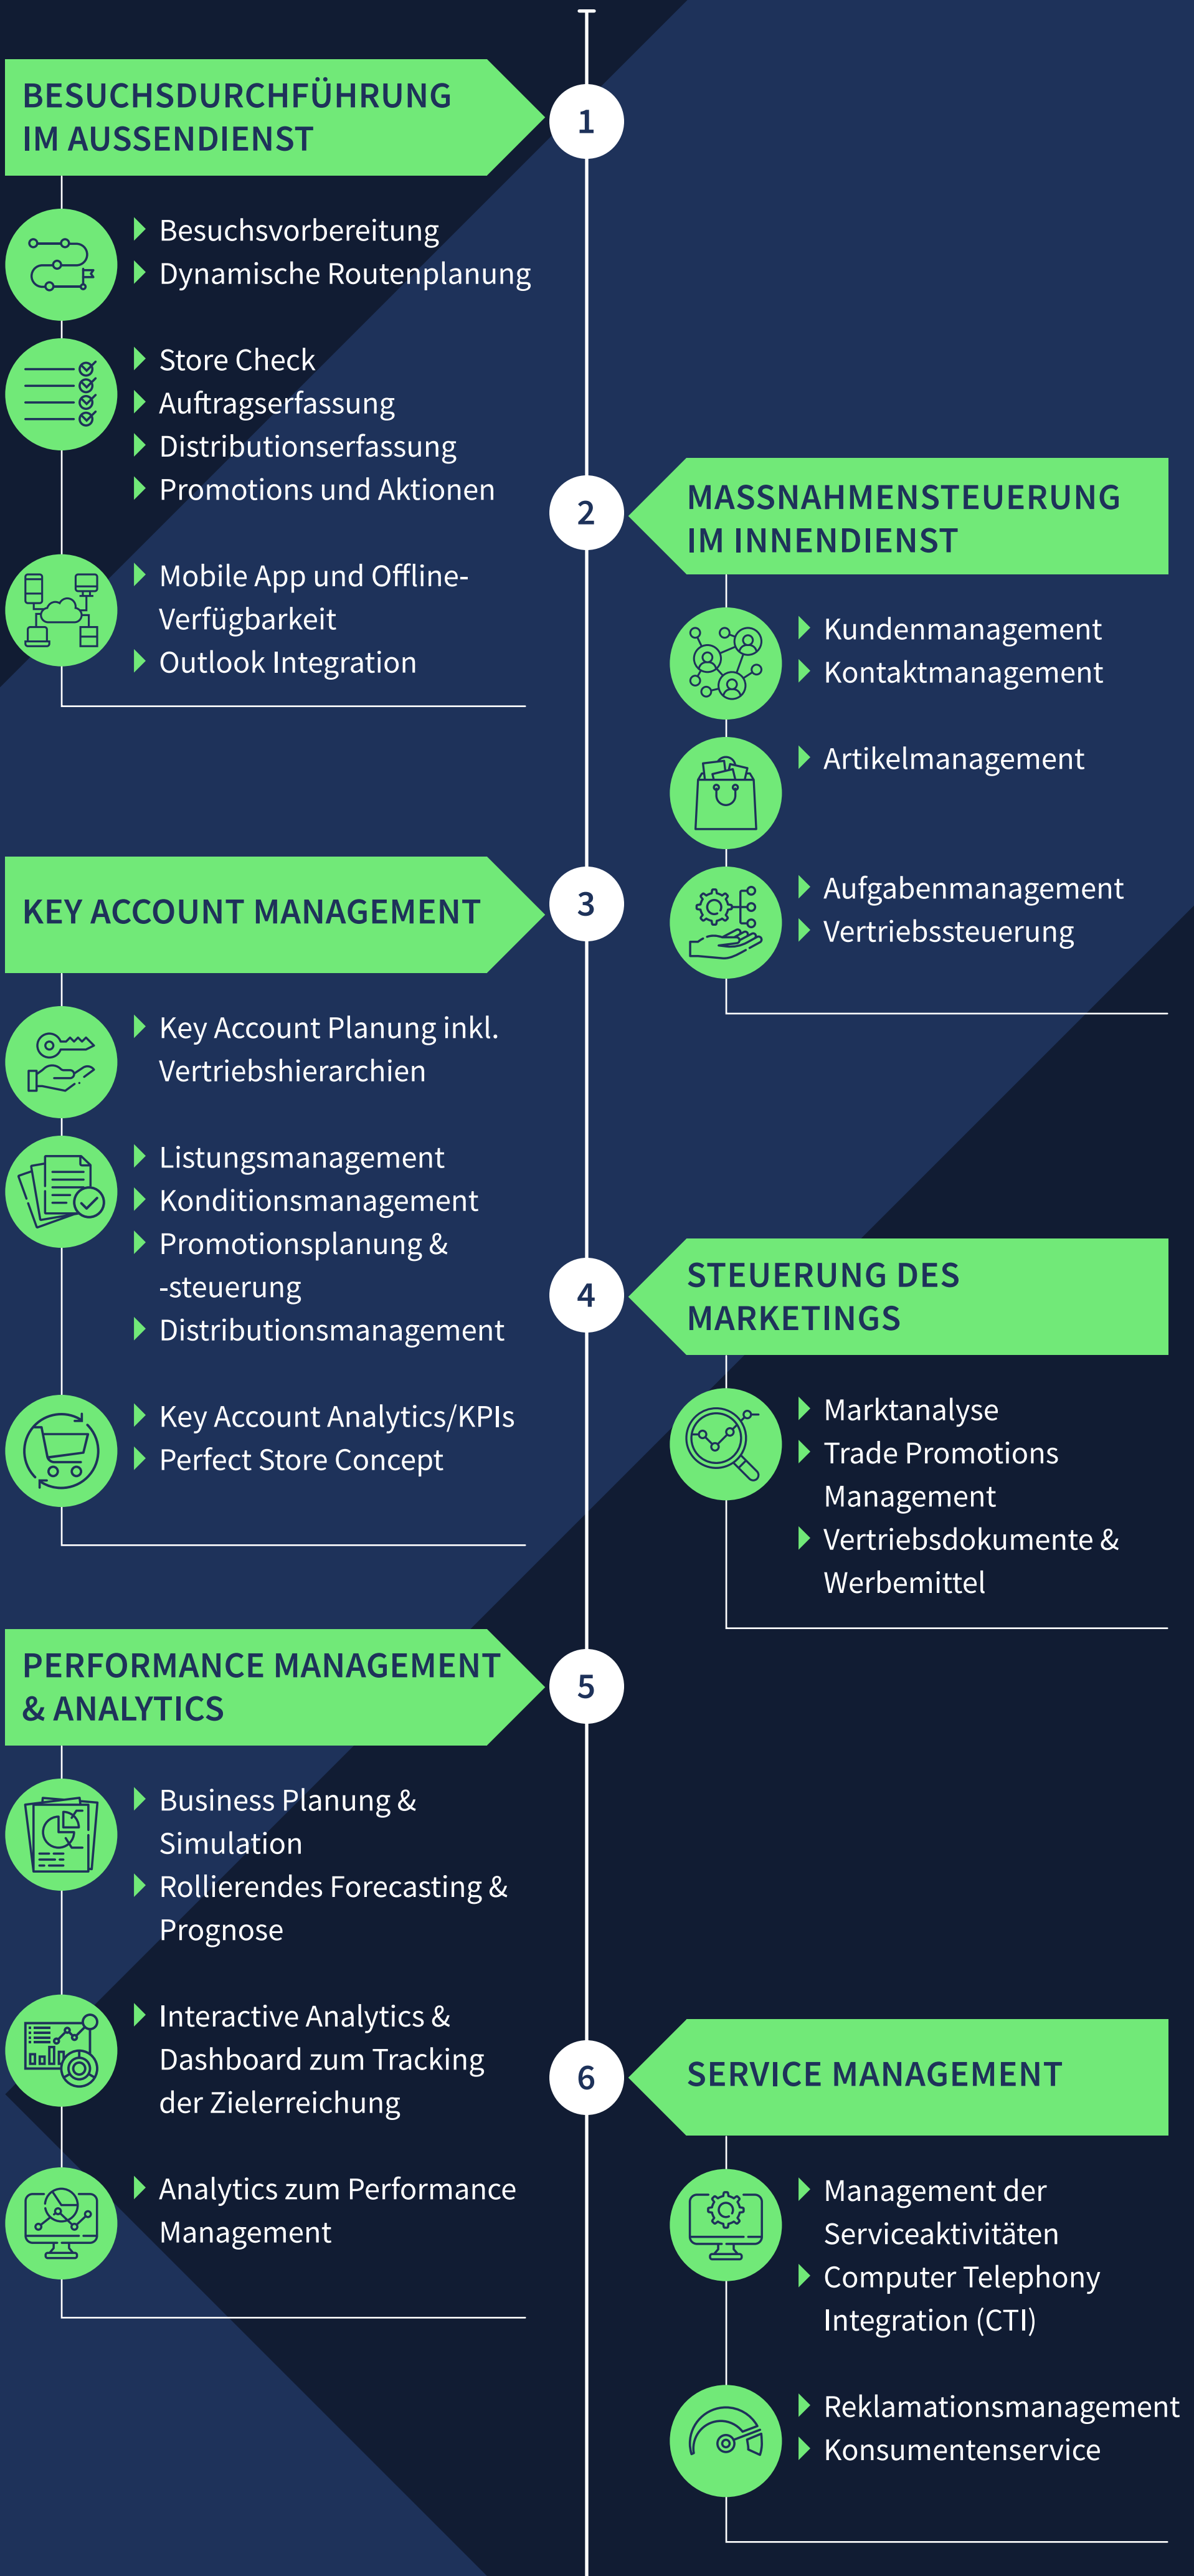 1
BESUCHSDURCHFÜHRUNG
IM AUSSENDIENST
Besuchsvorbereitung
Dynamische Routenplanung
Store Check
Auftragserfassung
Distributionserfassung
Promotions und Aktionen
Mobile App und Offline-
Verfügbarkeit
Outlook Integration
2
MASSNAHMENSTEUERUNG
IM INNENDIENST
Kundenmanagement
Kontaktmanagement
Artikelmanagement
Aufgabenmanagement
Vertriebssteuerung
3
KEY ACCOUNT MANAGEMENT
Key Account Planung inkl.
Vertriebshierarchien
Listungsmanagement
Konditionsmanagement
Promotionsplanung &
-steuerung
Distributionsmanagement
Key Account Analytics/KPIs
Perfect Store Concept
4
STEUERUNG DES
MARKETINGS
Marktanalyse
Trade Promotions
Management
Vertriebsdokumente &
Werbemittel
5
PERFORMANCE MANAGEMENT
& ANALYTICS
Business Planung &
Simulation
Rollierendes Forecasting &
Prognose
Interactive Analytics &
Dashboard zum Tracking
der Zielerreichung
Analytics zum Performance
Management
6
SERVICE MANAGEMENT
Management der
Serviceaktivitäten
Computer Telephony
Integration (CTI)
Reklamationsmanagement
Konsumentenservice